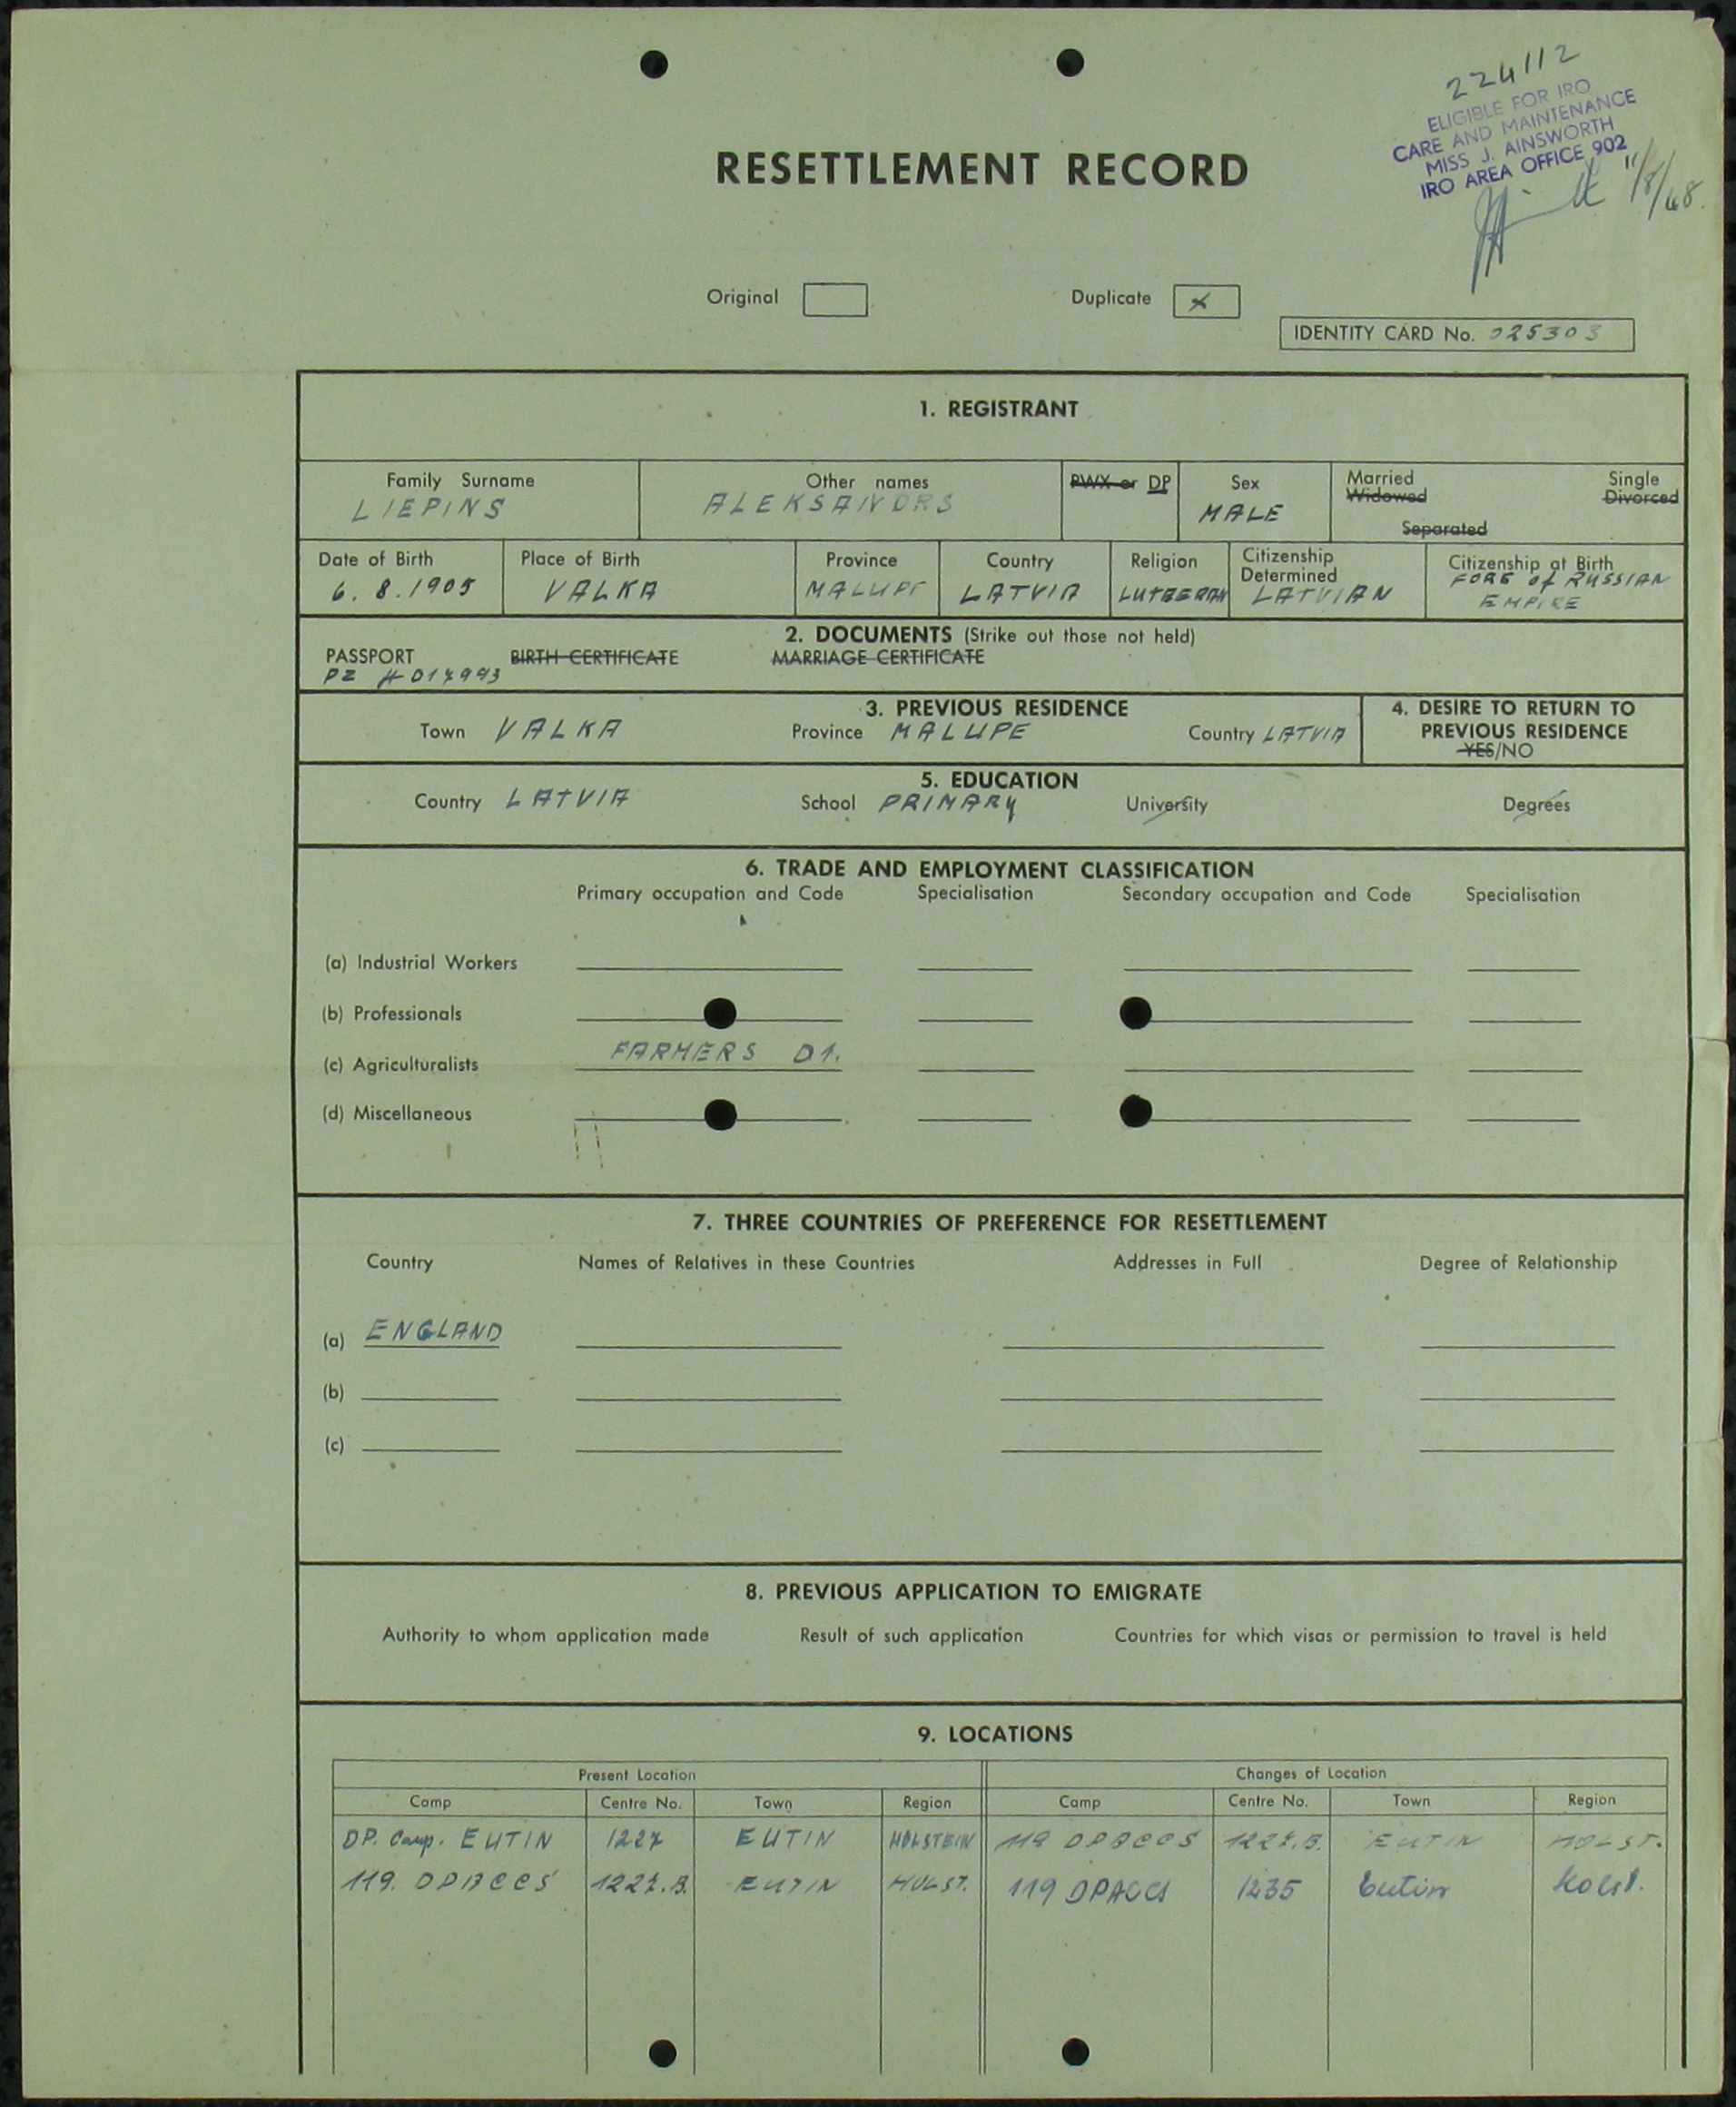 224112
ELIGIBLE FOR IRO
CARE AND MAINTENANCE
MISS J. AINSWORTH
IRO AREA OFFICE 902
11/8/48.
RESETTLEMENT RECORD
Original Duplicate x
IDENTITY CARD No. 025303
1. REGISTRANT
Family Surname Other names PWX or DP Sex Married Single
LIEPINS ALEKSANDRS MALE Widowed Divorced
Separated
Date of Birth Place of Birth Province Country Religion Citizenship Determined Citizenship at Birth
6.8.1905 VALKA MALUPE LATVIA LUTHERAN LATVIAN FORE of RUSSIAN
EMPIRE
2. DOCUMENTS (Strike out those not held)
PASSPORT BIRTH CERTIFICATE MARRIAGE CERTIFICATE
PZ
3. PREVIOUS RESIDENCE 4. DESIRE TO RETURN TO
Town VALKA Province MALUPE Country LATVIA PREVIOUS RESIDENCE
YES/NO
5. EDUCATION
Country LATVIA School PRIMARY University Degrees
6. TRADE AND EMPLOYMENT CLASSIFICATION
Primary occupation and Code Specialisation Secondary occupation and Code Specialisation
(a) Industrial Workers
(b) Professionals
(c) Agriculturalists FARMERS D1.
(d) Miscellaneous
7. THREE COUNTRIES OF PREFERENCE FOR RESETTLEMENT
Country Names of Relatives in these Countries Addresses in Full Degree of Relationship
(a) ENGLAND
(b)
(c)
8. PREVIOUS APPLICATION TO EMIGRATE
Authority to whom application made Result of such application Countries for which visas or permission to travel is held
9. LOCATIONS
Present Location Changes of Location
Camp Centre No. Town Region Camp Centre No. Town Region
DP. Camp. EUTIN 1227 EUTIN HOLSTEIN 119 DPACCS 1227.B. EUTIN HOLST.
119. DPACCS 1227.B. EUTIN HOLST. 119 DPACCS 1235 Eutin Holst.